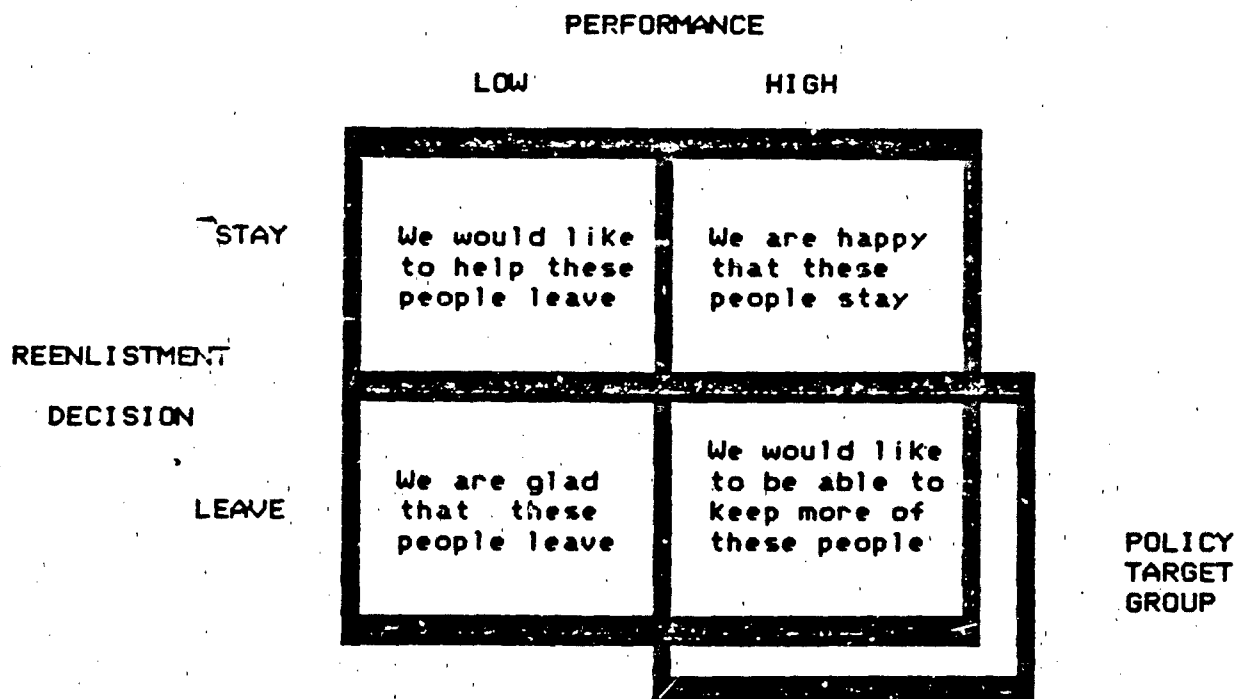 PERFORMANCE
LOW HIGH
STAY
We would like
to help these
people leave
We are happy
that these
people stay
REENLISTMENT
DECISION
LEAVE
We are glad
that these
people leave
We would like
to be able to
keep more of
these people
POLICY
TARGET
GROUP